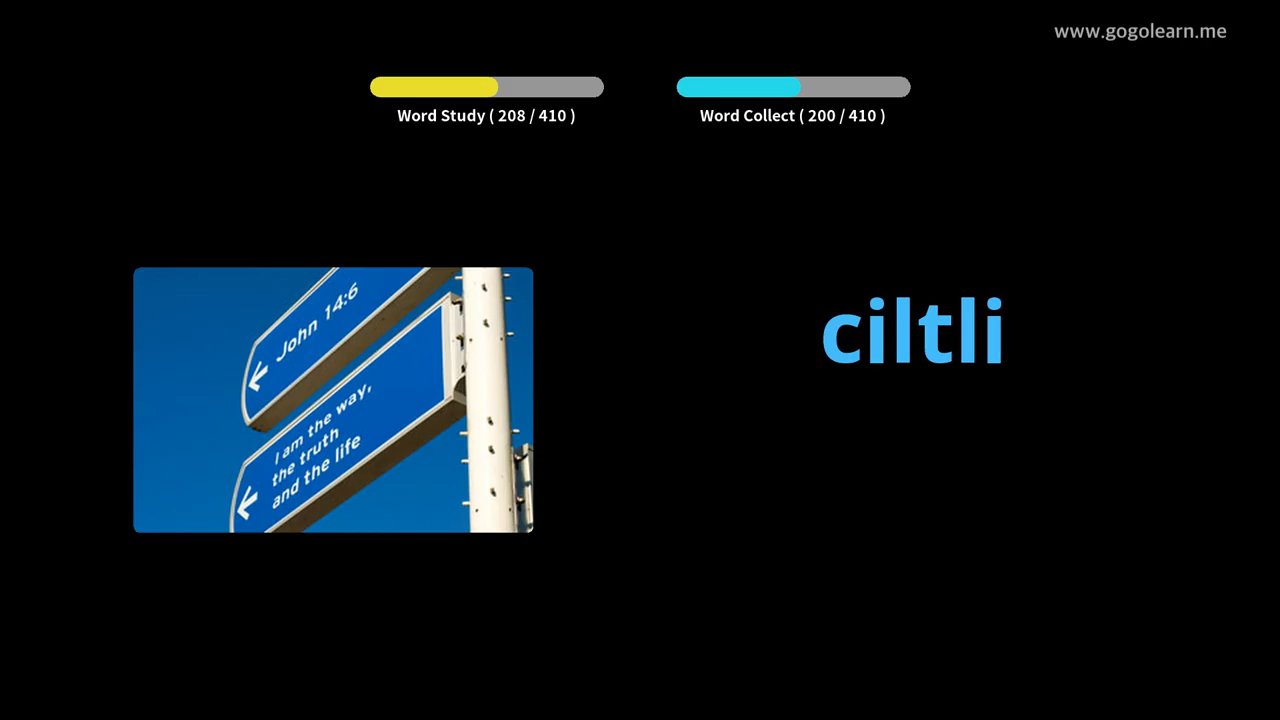 www.gogolearn.me
Word Study ( 208 / 410 )
Word Collect ( 200 / 410 )
John 14:6
I am the way,
the truth
and the life
ciltli